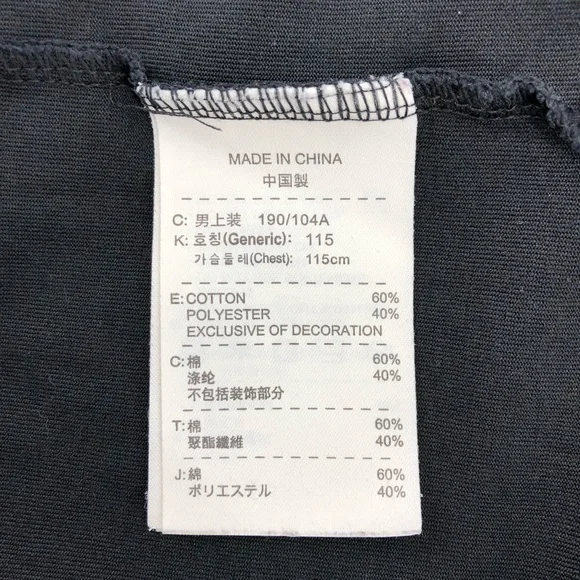 MADE IN CHINA
中国製
C: 男上装 190/104A
K: 호칭(Generic): 115
가슴둘레(Chest): 115cm
E: COTTON 60%
POLYESTER 40%
EXCLUSIVE OF DECORATION
C: 棉 60%
涤纶 40%
不包括装饰部分
T: 棉 60%
聚酯纖維 40%
J: 綿 60%
ポリエステル 40%